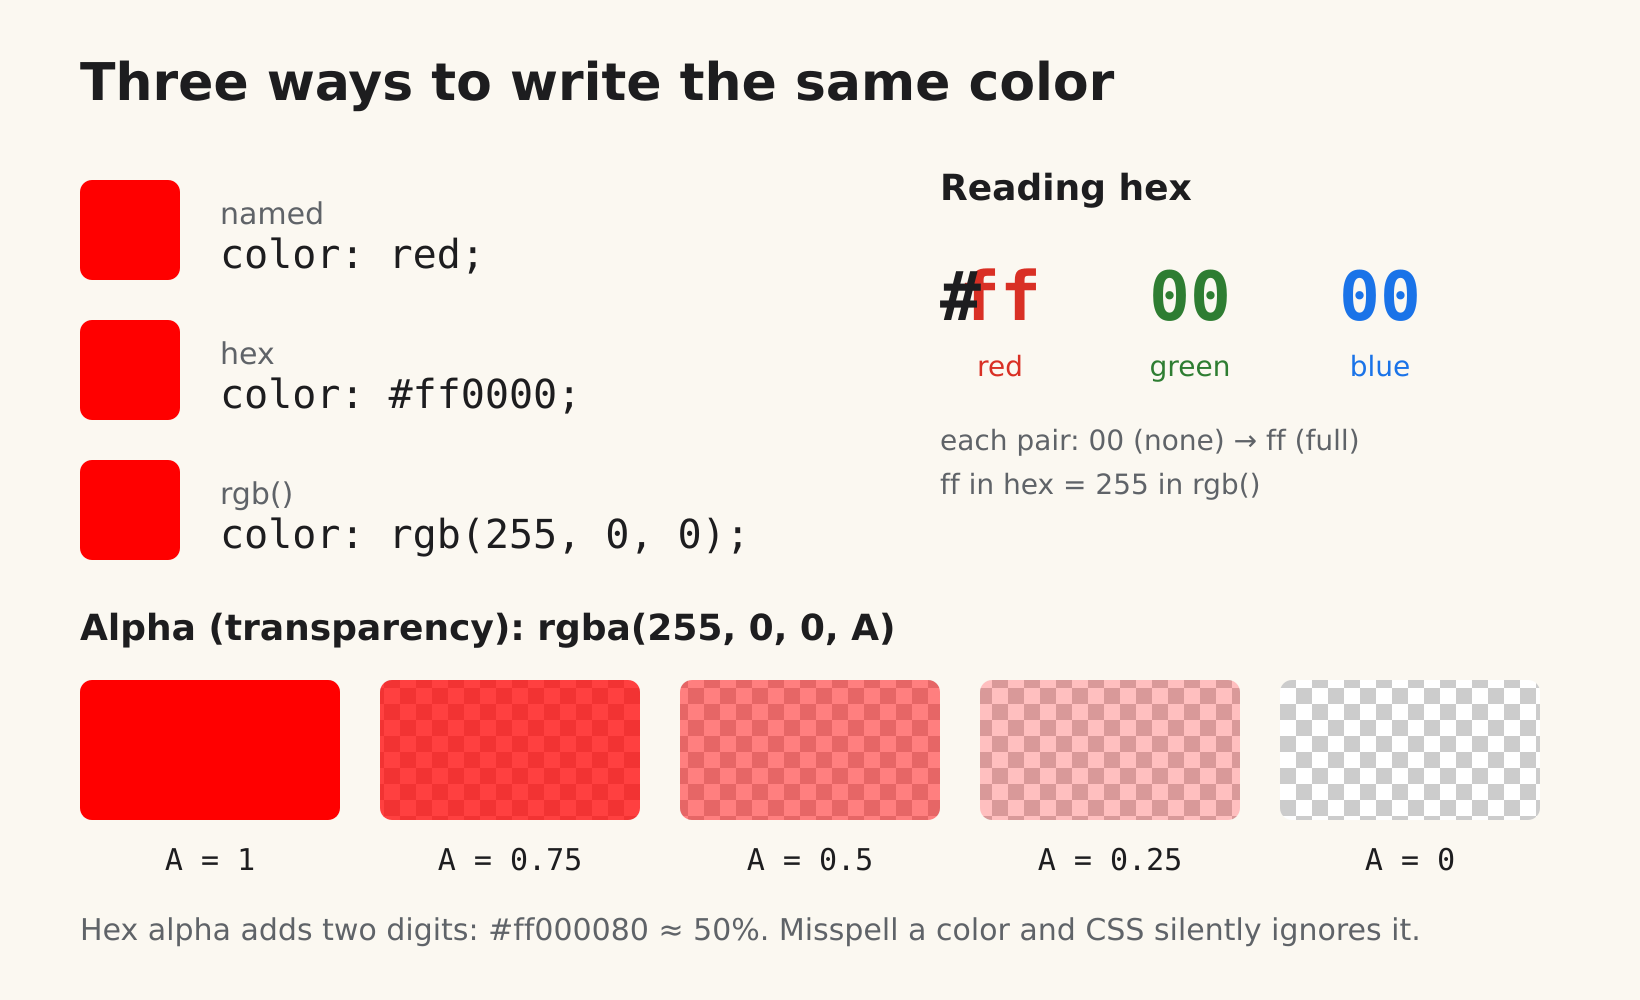 Three ways to write the same color
named
color: red;
hex
color: #ff0000;
rgb()
color: rgb(255, 0, 0);
Reading hex
#ff 00 00
red green blue
each pair: 00 (none) → ff (full)
ff in hex = 255 in rgb()
Alpha (transparency): rgba(255, 0, 0, A)
A = 1 A = 0.75 A = 0.5 A = 0.25 A = 0
Hex alpha adds two digits: #ff000080 ≈ 50%. Misspell a color and CSS silently ignores it.